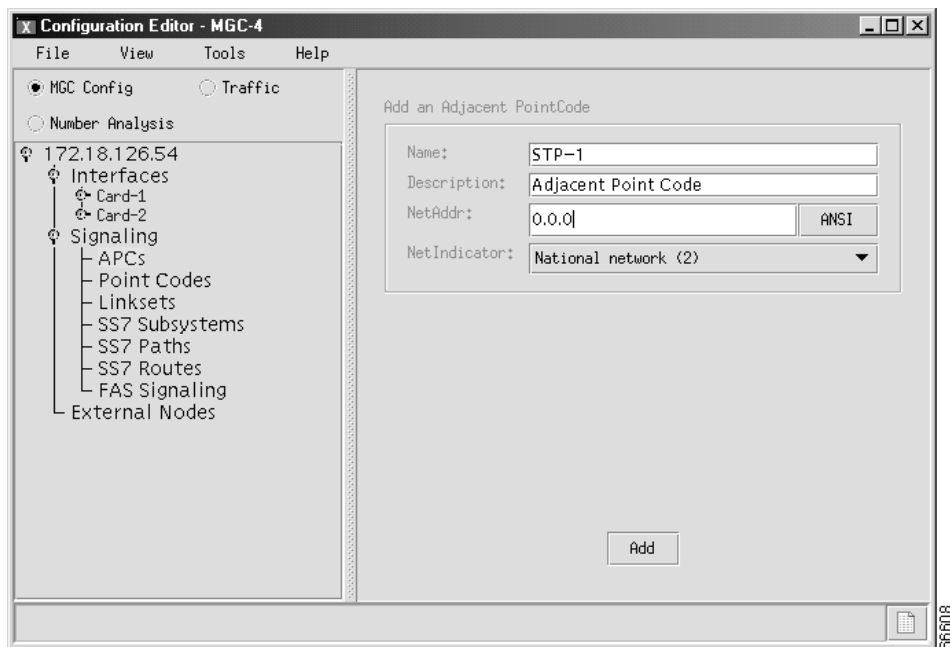 Configuration Editor - MGC-4
File View Tools Help
MGC Config Traffic
Number Analysis
172.18.126.54
Interfaces
Card-1
Card-2
Signaling
APCs
Point Codes
Linksets
SS7 Subsystems
SS7 Paths
SS7 Routes
FAS Signaling
External Nodes
Add an Adjacent PointCode
Name: STP-1
Description: Adjacent Point Code
NetAddr: 0.0.0 ANSI
NetIndicator: National network (2)
Add
66608